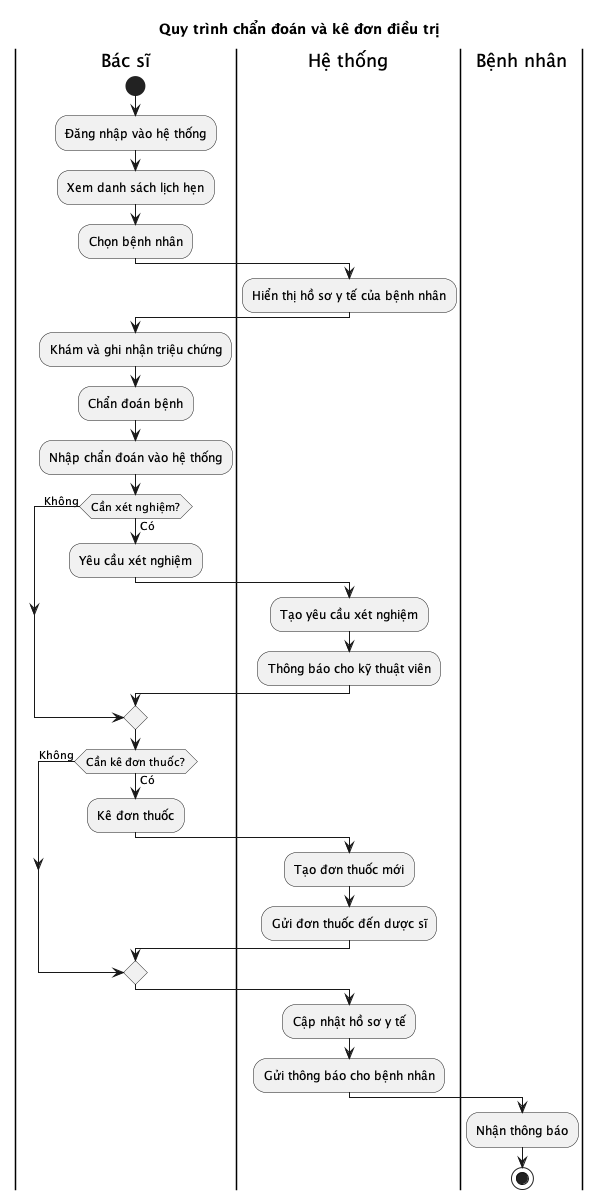 Quy trình chẩn đoán và kê đơn điều trị
Bác sĩ
Hệ thống
Bệnh nhân
Đăng nhập vào hệ thống
Xem danh sách lịch hẹn
Chọn bệnh nhân
Hiển thị hồ sơ y tế của bệnh nhân
Khám và ghi nhận triệu chứng
Chẩn đoán bệnh
Nhập chẩn đoán vào hệ thống
Không
Cần xét nghiệm?
Có
Yêu cầu xét nghiệm
Tạo yêu cầu xét nghiệm
Thông báo cho kỹ thuật viên
Không
Cần kê đơn thuốc?
Có
Kê đơn thuốc
Tạo đơn thuốc mới
Gửi đơn thuốc đến dược sĩ
Cập nhật hồ sơ y tế
Gửi thông báo cho bệnh nhân
Nhận thông báo